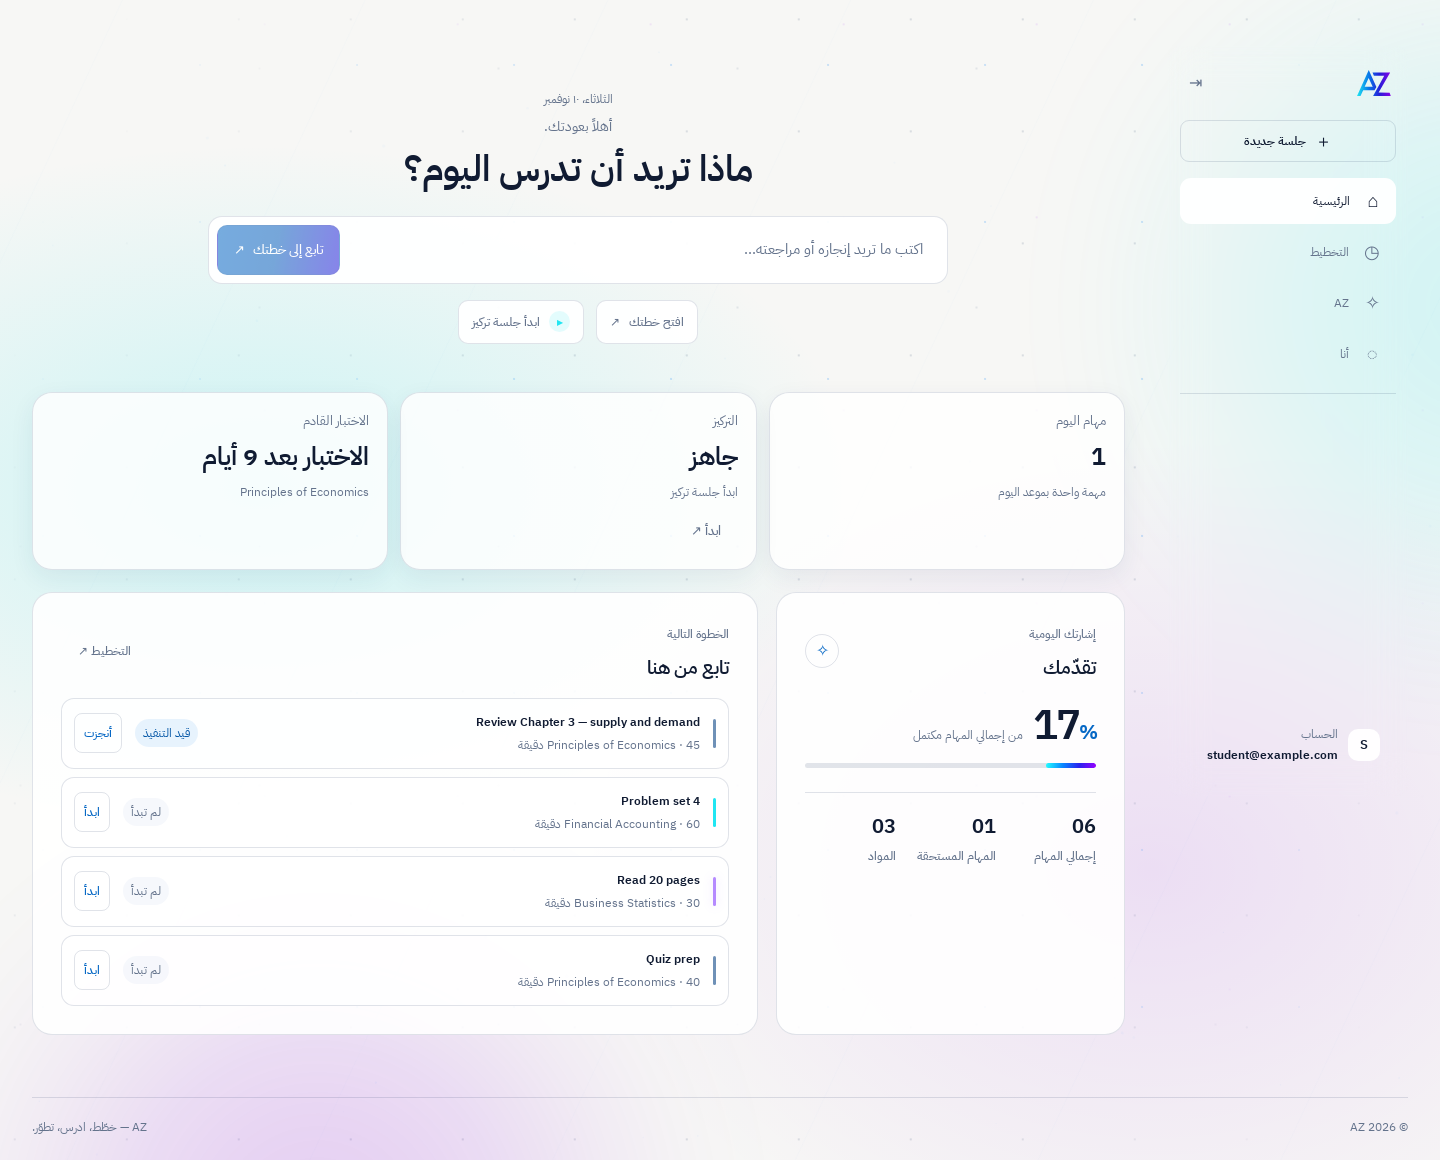 AZ
جلسة جديدة
الرئيسية
التخطيط
AZ
أنا
الحساب
S
student@example.com
الثلاثاء، ١٠ نوفمبر
أهلاً بعودتك.
ماذا تريد أن تدرس اليوم؟
اكتب ما تريد إنجازه أو مراجعته...
تابع إلى خطتك ↗
افتح خطتك ↗
ابدأ جلسة تركيز
مهام اليوم
1
مهمة واحدة بموعد اليوم
التركيز
جاهز
ابدأ جلسة تركيز
ابدأ ↗
الاختبار القادم
الاختبار بعد 9 أيام
Principles of Economics
إشارتك اليومية
تقدّمك
17%
من إجمالي المهام مكتمل
06
إجمالي المهام
01
المهام المستحقة
03
المواد
الخطوة التالية
تابع من هنا
التخطيط ↗
Review Chapter 3 — supply and demand
Principles of Economics · 45 دقيقة
قيد التنفيذ
أنجزت
Problem set 4
Financial Accounting · 60 دقيقة
لم تبدأ
ابدأ
Read 20 pages
Business Statistics · 30 دقيقة
لم تبدأ
ابدأ
Quiz prep
Principles of Economics · 40 دقيقة
لم تبدأ
ابدأ
© 2026 AZ
AZ — خطّط، ادرس، تطوّر.